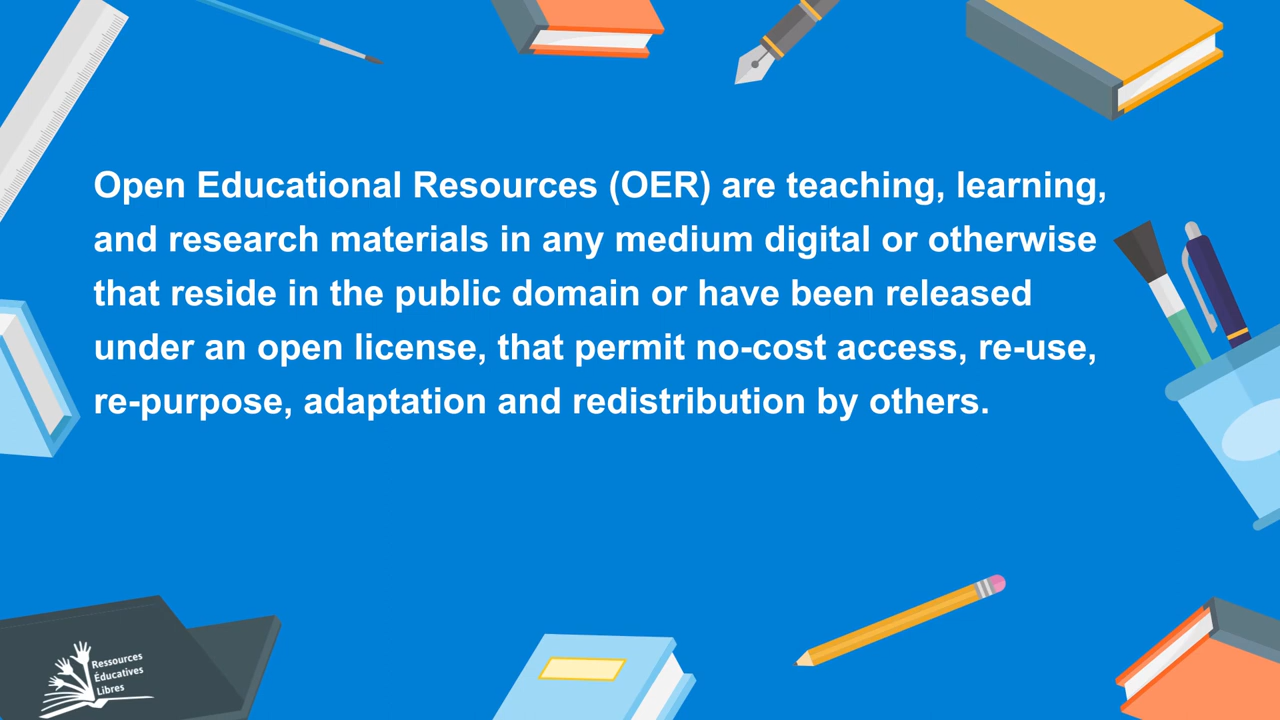 Open Educational Resources (OER) are teaching, learning,
and research materials in any medium digital or otherwise
that reside in the public domain or have been released
under an open license, that permit no-cost access, re-use,
re-purpose, adaptation and redistribution by others.
Ressources
Éducatives
Libres